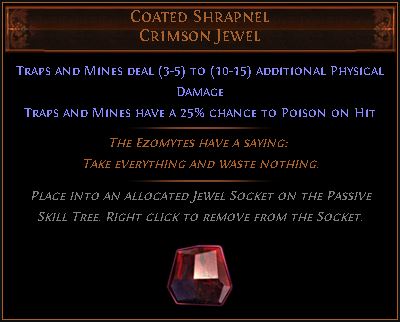 Coated Shrapnel
Crimson Jewel
Traps and Mines deal (3-5) to (10-15) additional Physical
Damage
Traps and Mines have a 25% chance to Poison on Hit
The Ezomytes have a saying:
Take everything and waste nothing.
Place into an allocated Jewel Socket on the Passive
Skill Tree. Right click to remove from the Socket.